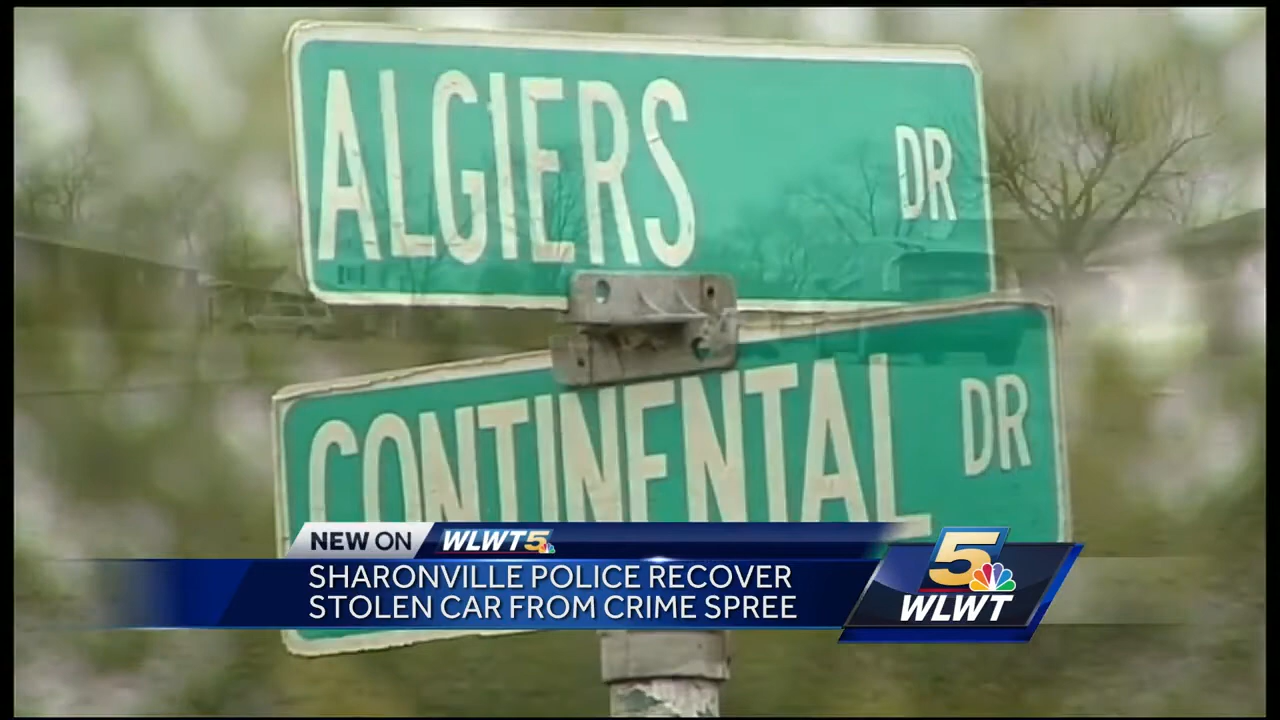 ALGIERS DR
CONTINENTAL DR
NEW ON WLWT5
SHARONVILLE POLICE RECOVER
STOLEN CAR FROM CRIME SPREE
5
WLWT